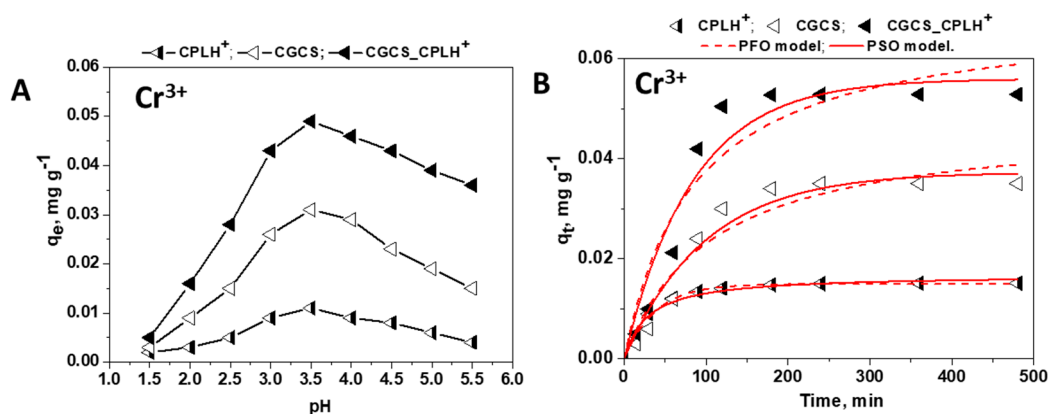 A
CPLH⁺; CGCS; CGCS_CPLH⁺
Cr³⁺
qₑ, mg g⁻¹
0.06
0.05
0.04
0.03
0.02
0.01
0.00
1.0 1.5 2.0 2.5 3.0 3.5 4.0 4.5 5.0 5.5 6.0
pH
B
CPLH⁺; CGCS; CGCS_CPLH⁺
PFO model; PSO model.
Cr³⁺
qₜ, mg g⁻¹
0.06
0.04
0.02
0.00
0 100 200 300 400 500
Time, min